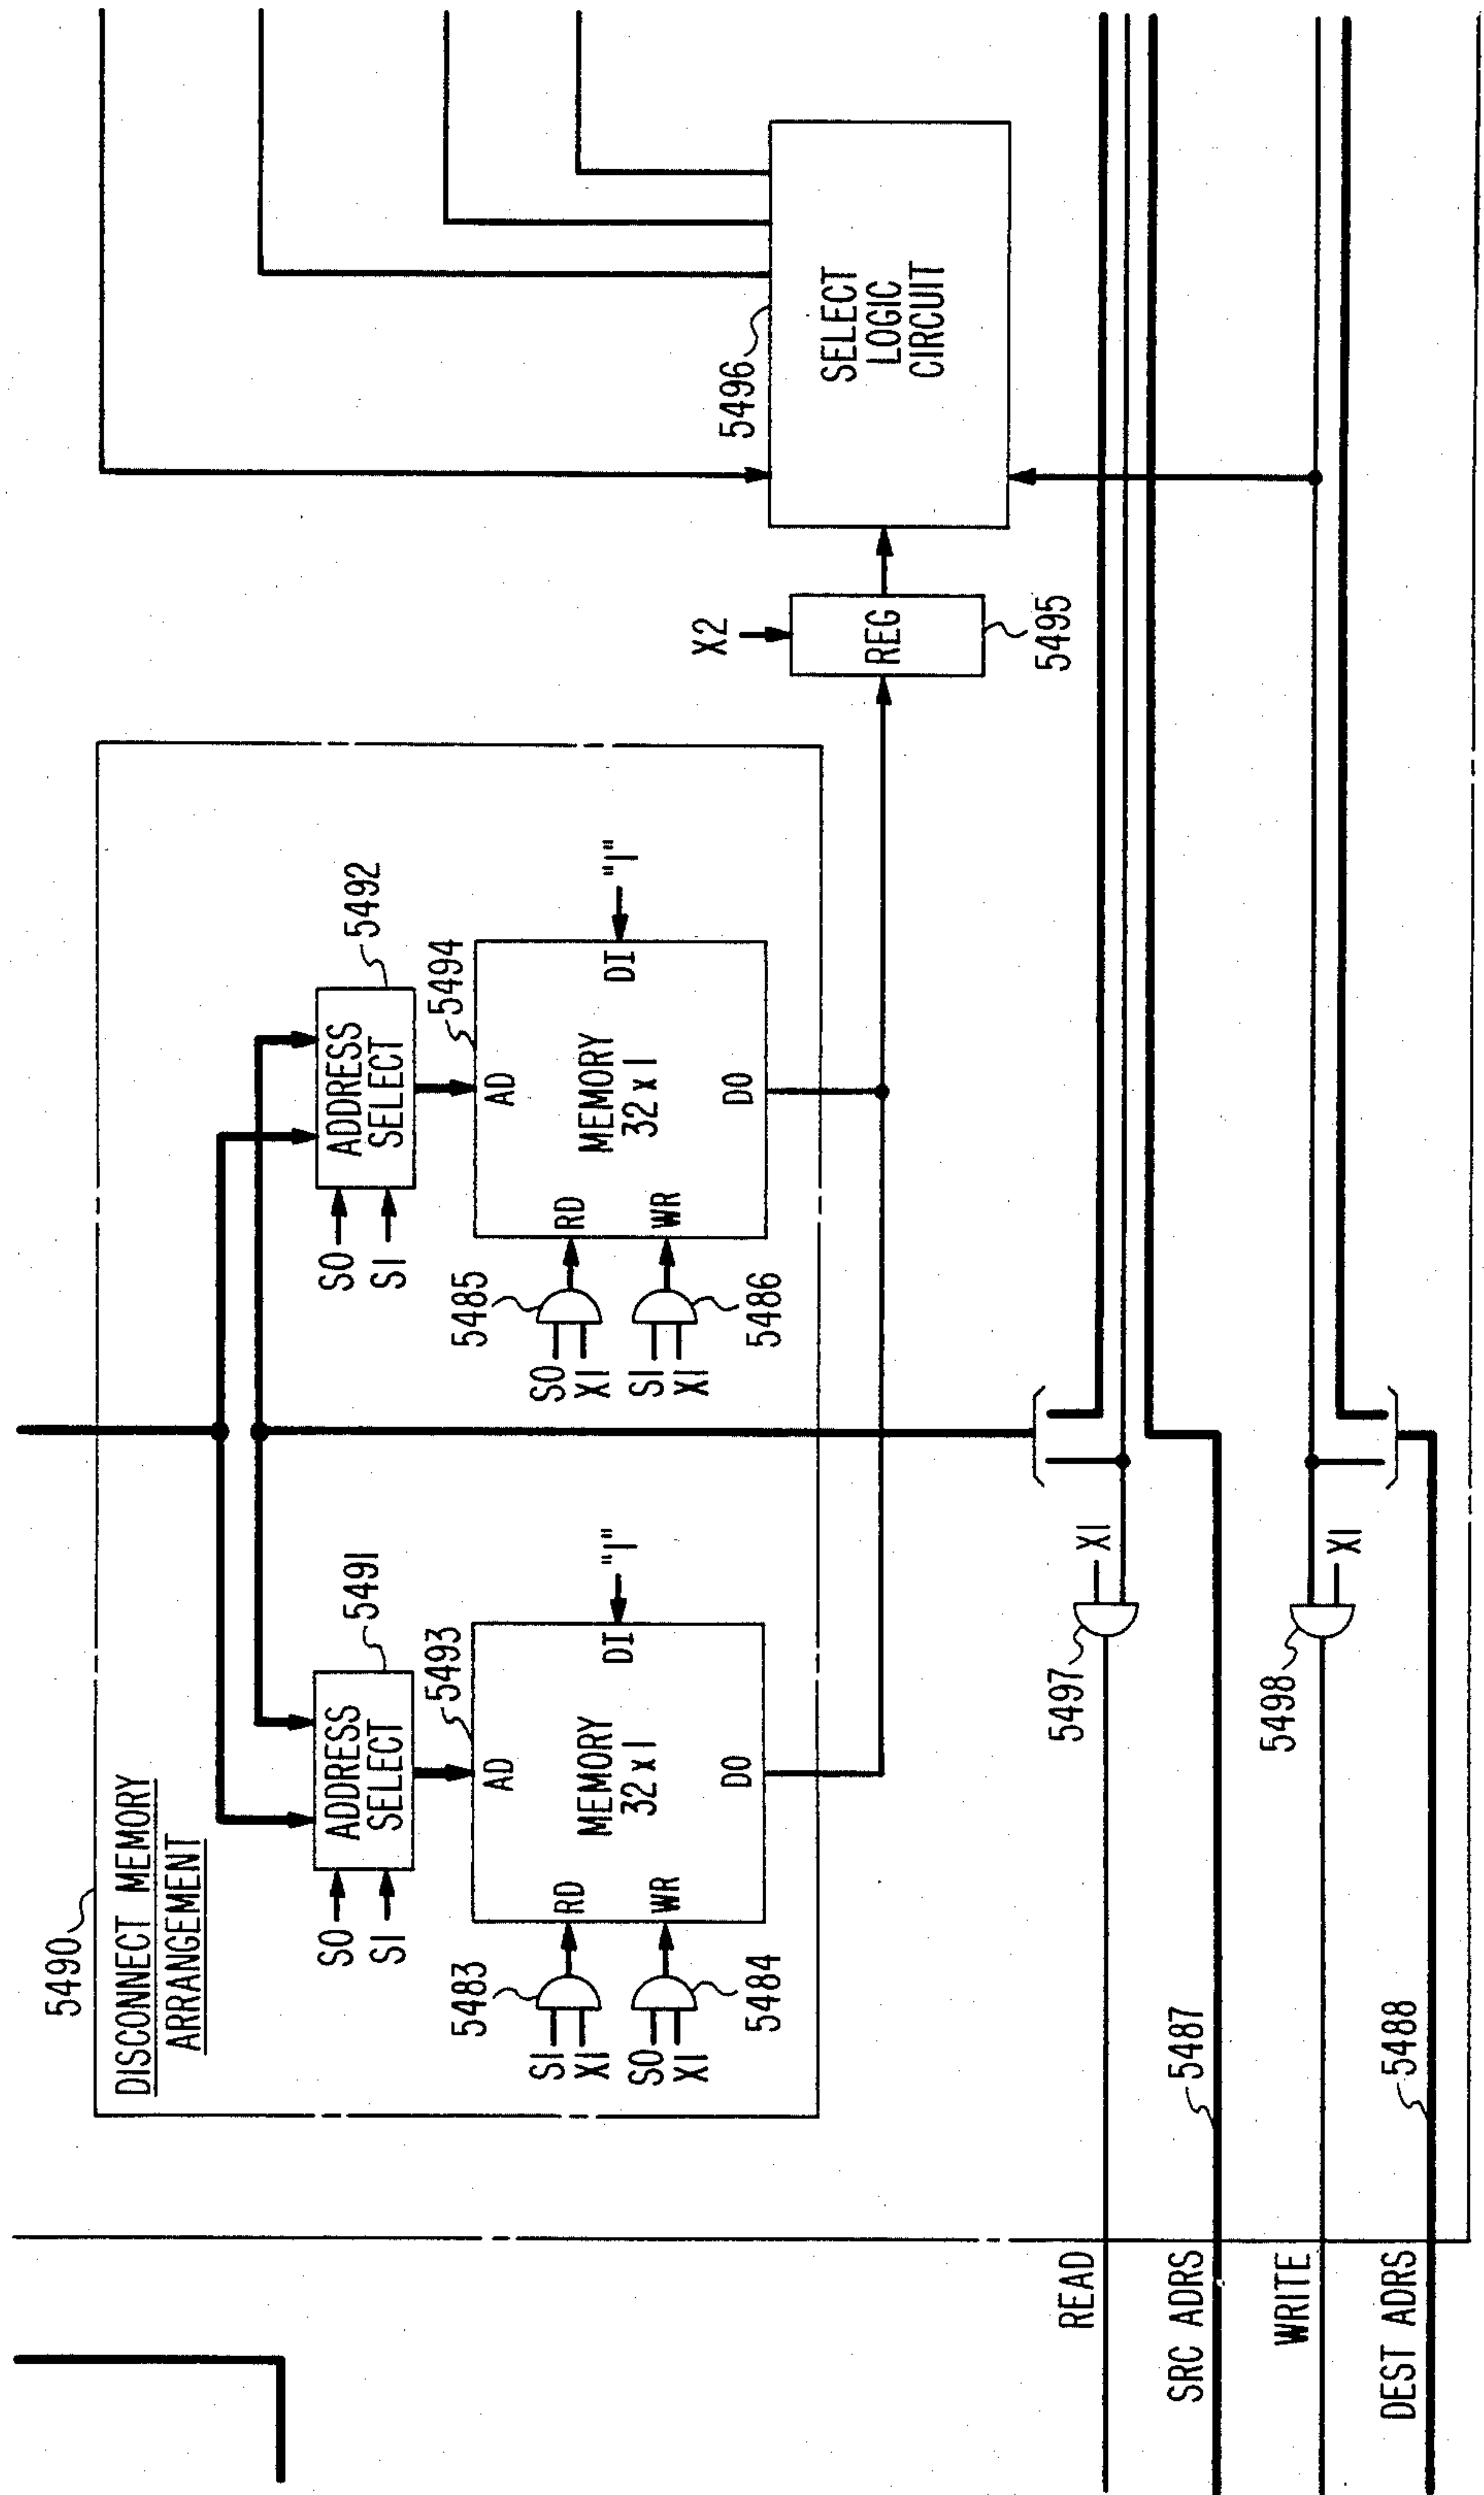 5490
DISCONNECT MEMORY
ARRANGEMENT
S0
S1
ADDRESS
SELECT
5491
5483
S1
X1
S0
X1
5484
RD
WR
AD
MEMORY
32 x 1
DI
DO
5493
"1"
S0
S1
ADDRESS
SELECT
5492
5485
S0
X1
S1
X1
5486
RD
WR
AD
MEMORY
32 x 1
DI
DO
5494
"1"
X2
REG
5495
5496
SELECT
LOGIC
CIRCUIT
READ
5497
X1
SRC ADRS
5487
WRITE
5498
X1
DEST ADRS
5488